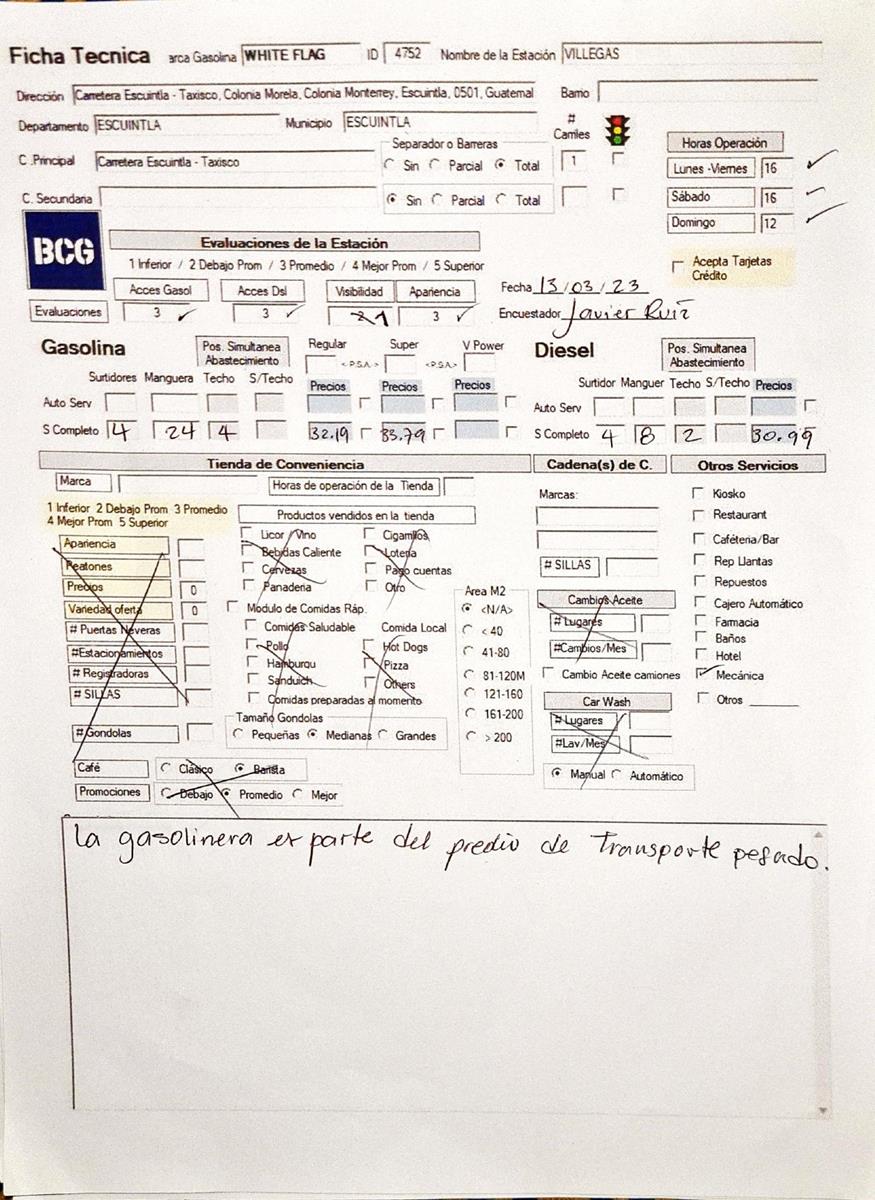 Ficha Tecnica arca Gasolina WHITE FLAG ID 4752 Nombre de la Estación VILLEGAS
Dirección Carretera Escuintla - Taxisco, Colonia Morela, Colonia Monterrey, Escuintla, 0501, Guatemal Barrio
Departamento ESCUINTLA Municipio ESCUINTLA # Carriles
Separador o Barreras Horas Operación
C .Principal Carretera Escuintla - Taxisco Sin Parcial Total 1 Lunes -Viernes 16
C. Secundaria Sin Parcial Total Sábado 16
Domingo 12
BCG Evaluaciones de la Estación
1 Inferior / 2 Debajo Prom / 3 Promedio / 4 Mejor Prom / 5 Superior Acepta Tarjetas Crédito
Acces Gasol Acces Dsl Visibilidad Apariencia Fecha 13/03/23
Evaluaciones 3 3 1 3 Encuestador Javier Ruiz
Gasolina Pos. Simultanea Abastecimiento Regular <P.S.A.> Super <P.S.A.> V Power Diesel Pos. Simultanea Abastecimiento
Surtidores Manguera Techo S/Techo Precios Precios Precios Surtidor Manguer Techo S/Techo Precios
Auto Serv Auto Serv
S Completo 4 24 4 32.19 33.79 S Completo 4 8 2 30.99
Tienda de Conveniencia Cadena(s) de C. Otros Servicios
Marca Horas de operación de la Tienda
1 Inferior 2 Debajo Prom 3 Promedio
4 Mejor Prom 5 Superior
Apariencia
Peatones
Precios 0
Variedad oferta 0
# Puertas Neveras
#Estacionamientos
# Registradoras
# SILLAS
# Gondolas
Café Clásico Barista
Promociones Debajo Promedio Mejor
Productos vendidos en la tienda
Licor / Vino Cigarrillos
Bebidas Caliente Loteria
Cervezas Pago cuentas
Panaderia Otro
Modulo de Comidas Ráp.
Comidas Saludable Comida Local
Pollo Hot Dogs
Hamburqu Pizza
Sanduich Others
Comidas preparadas al momento
Tamaño Gondolas
Pequeñas Medianas Grandes
Area M2
<N/A>
< 40
41-80
81-120M
121-160
161-200
> 200
Marcas:
# SILLAS
Cambios Aceite
# Lugares
#Cambios/Mes
Cambio Aceite camiones
Car Wash
# Lugares
#Lav/Mes
Manual Automático
Kiosko
Restaurant
Caféteria/Bar
Rep Llantas
Repuestos
Cajero Automático
Farmacia
Baños
Hotel
Mecánica
Otros
La gasolinera es parte del predio de Transporte pesado.